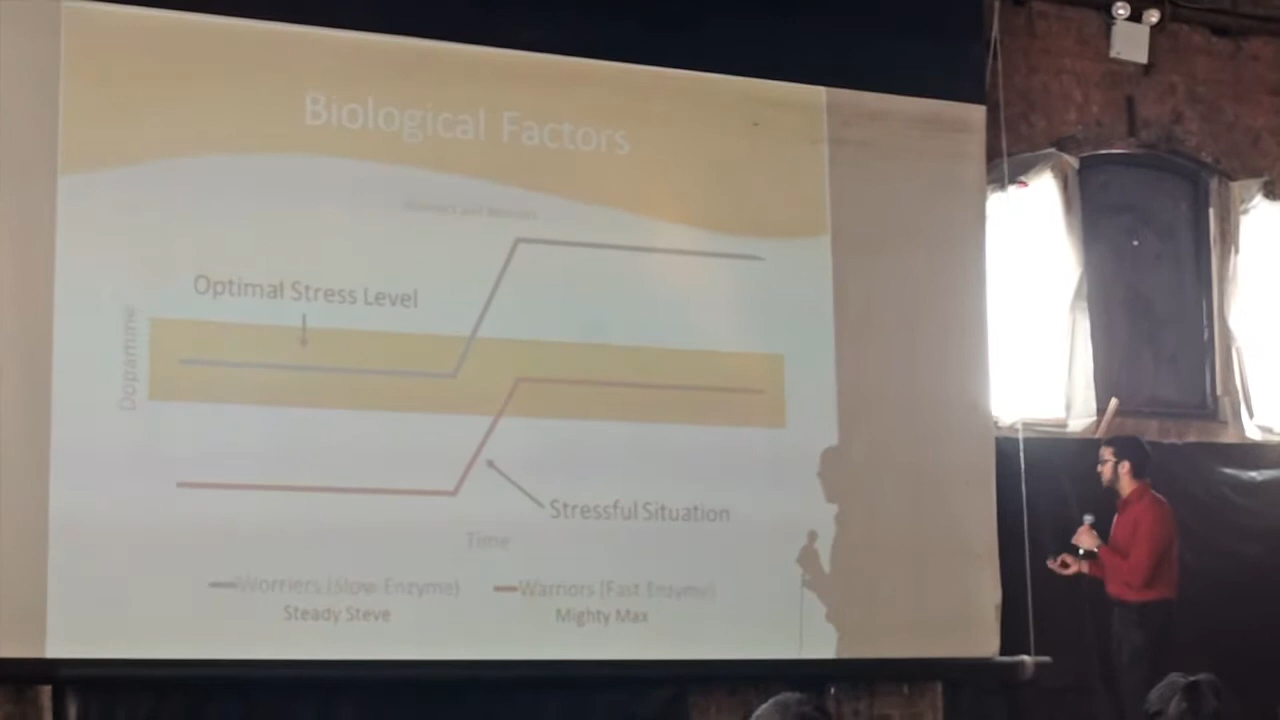 Biological Factors
Optimal Stress Level
Dopamine
Stressful Situation
Time
Worriers (Slow Enzyme)
Warriors (Fast Enzyme)
Steady Steve
Mighty Max